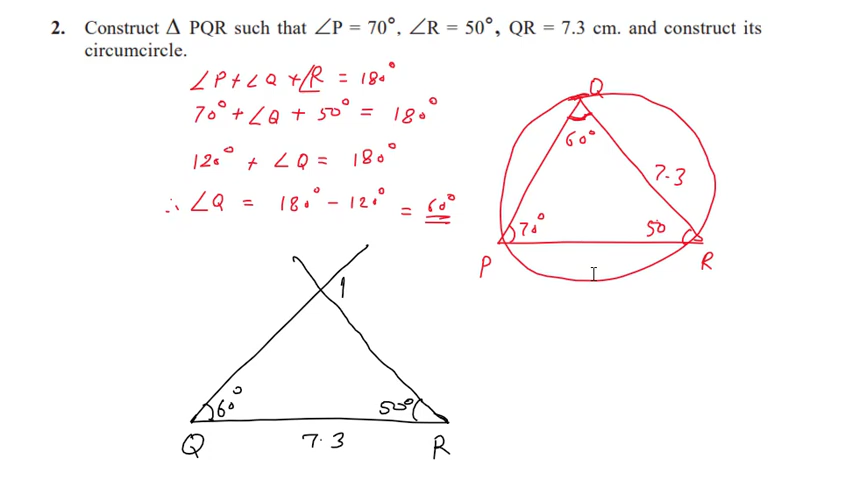 2. Construct Δ PQR such that ∠P = 70°, ∠R = 50°, QR = 7.3 cm. and construct its
circumcircle.
∠P + ∠Q + ∠R = 180°
70° + ∠Q + 50° = 180°
120° + ∠Q = 180°
∴ ∠Q = 180° − 120° = 60°
Q
60°
7.3
70°
50
P
R
1
60°
50°
Q
7.3
R